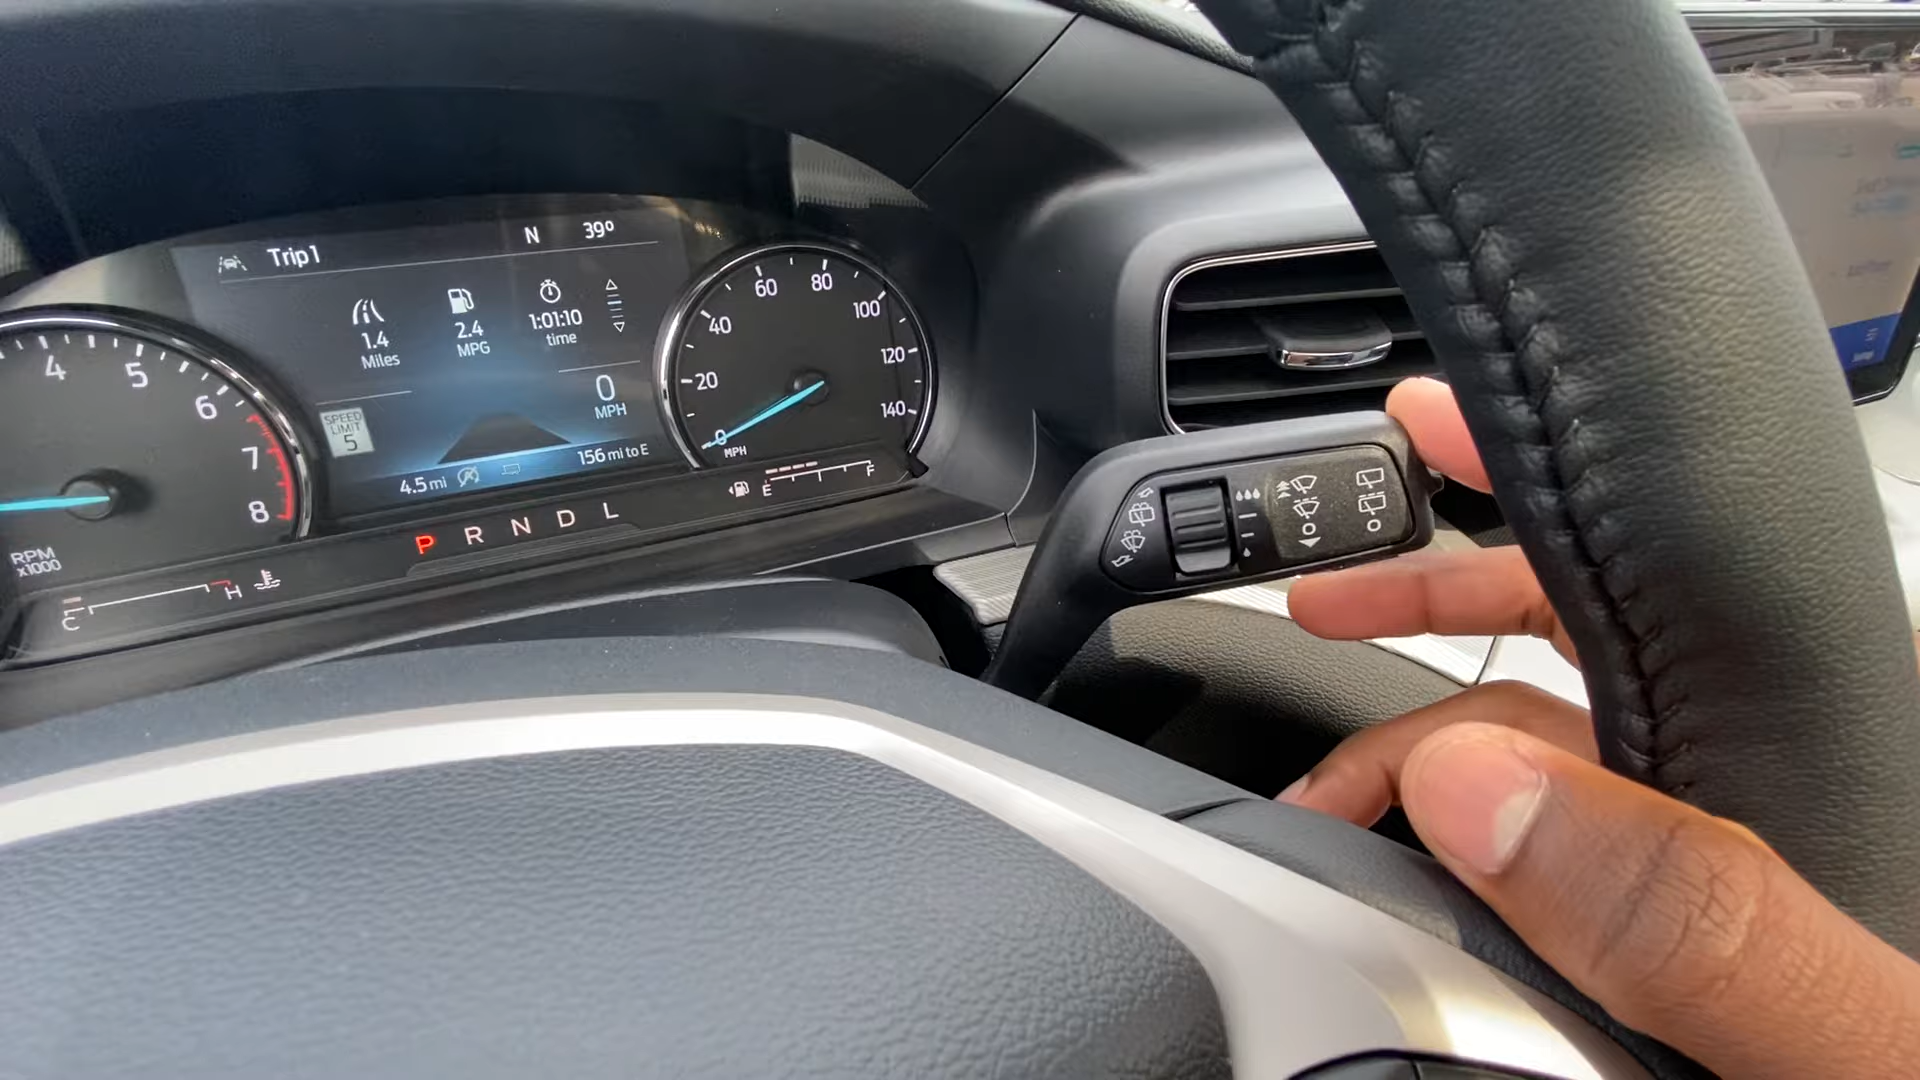 Trip 1
N 39°
1.4
Miles
2.4
MPG
1:01:10
time
SPEED
LIMIT
5
0
MPH
4.5 mi
156 mi to E
4 5 6 7 8
RPM
x1000
0 20 40 60 80 100 120 140
MPH
E F
P R N D L
C H